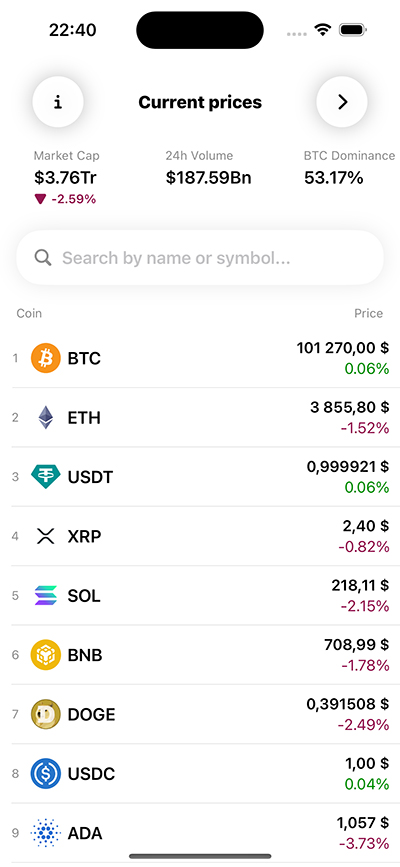 22:40
i Current prices
Market Cap 24h Volume BTC Dominance
$3.76Tr $187.59Bn 53.17%
-2.59%
Search by name or symbol...
Coin Price
1 BTC 101 270,00 $
0.06%
2 ETH 3 855,80 $
-1.52%
3 USDT 0,999921 $
0.06%
4 XRP 2,40 $
-0.82%
5 SOL 218,11 $
-2.15%
6 BNB 708,99 $
-1.78%
7 DOGE 0,391508 $
-2.49%
8 USDC 1,00 $
0.04%
9 ADA 1,057 $
-3.73%